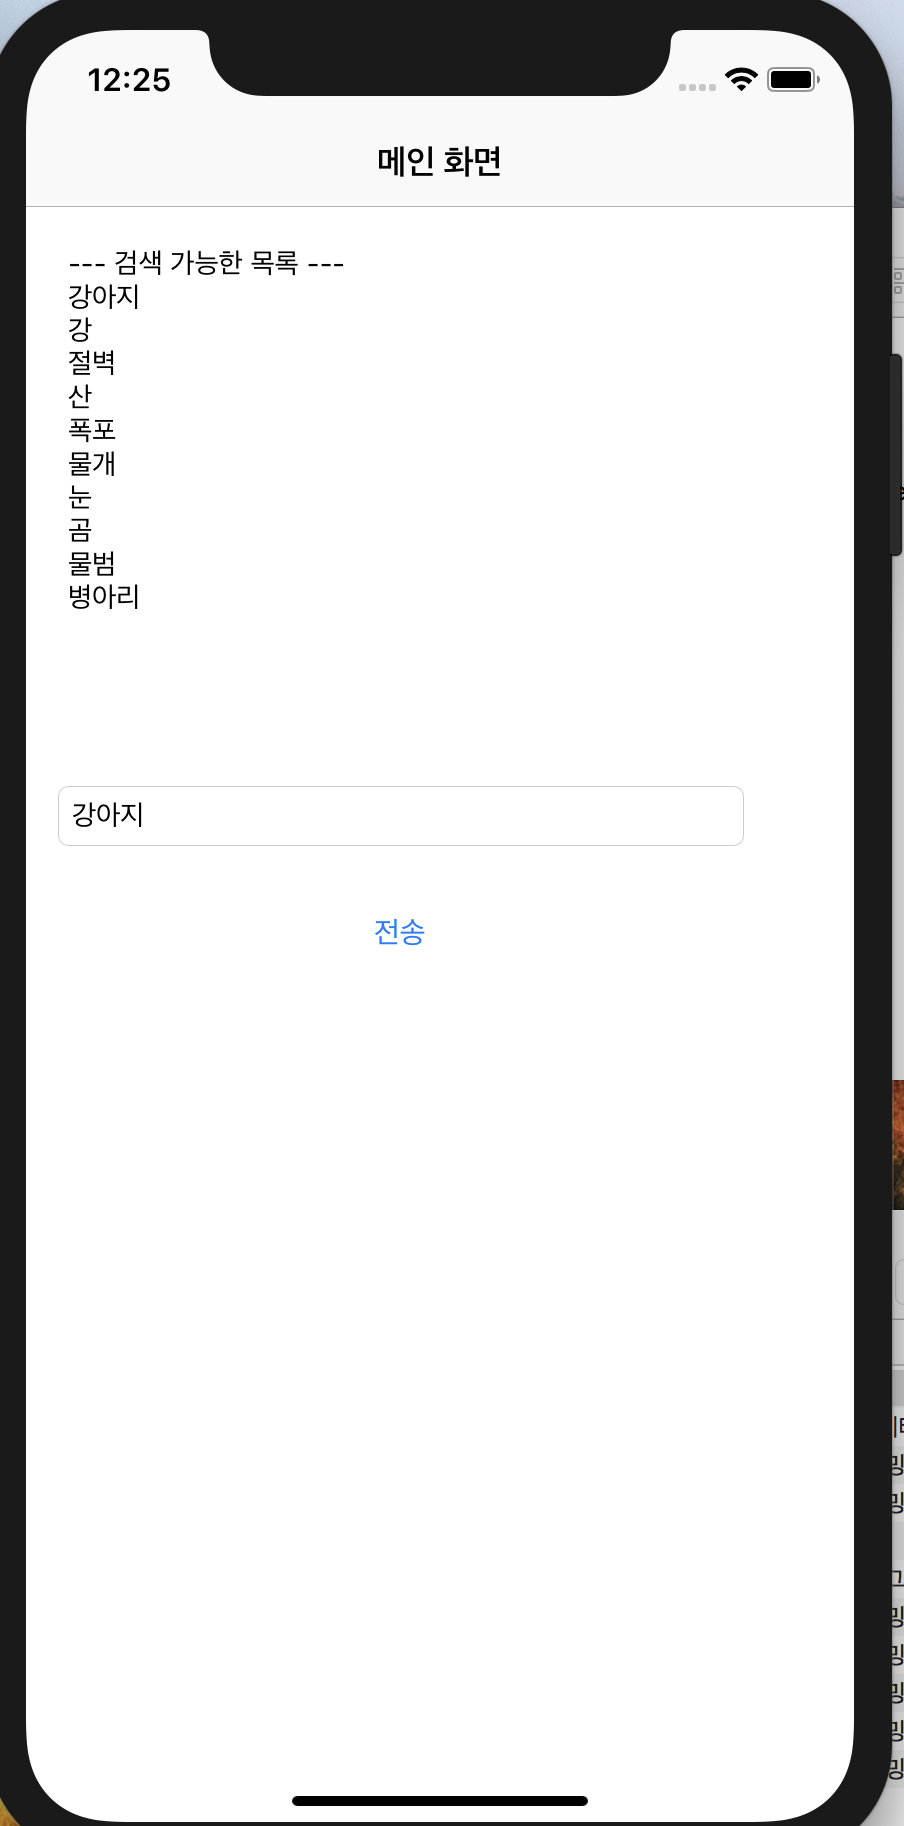 12:25
메인 화면
--- 검색 가능한 목록 ---
강아지
강
절벽
산
폭포
물개
눈
곰
물범
병아리
강아지
전송